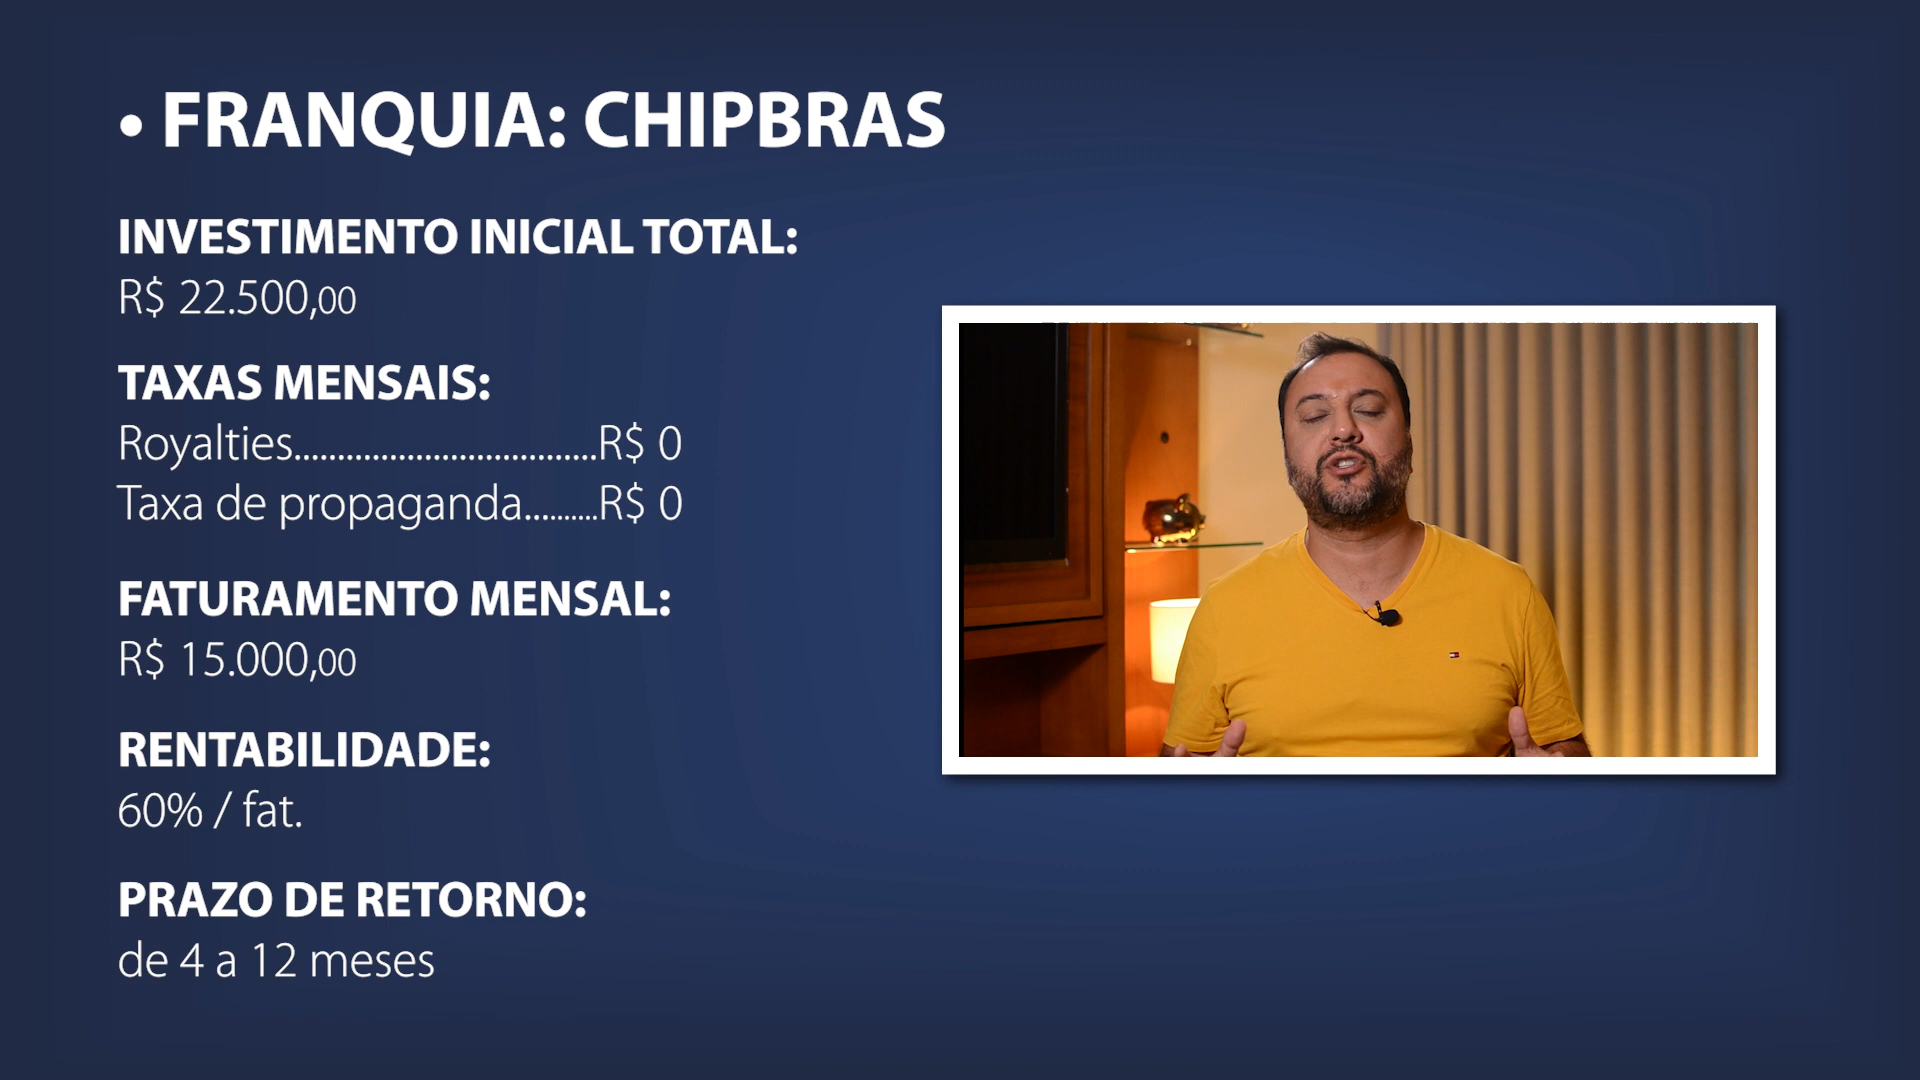 • FRANQUIA: CHIPBRAS
INVESTIMENTO INICIAL TOTAL:
R$ 22.500,00
TAXAS MENSAIS:
Royalties...................................R$ 0
Taxa de propaganda..........R$ 0
FATURAMENTO MENSAL:
R$ 15.000,00
RENTABILIDADE:
60% / fat.
PRAZO DE RETORNO:
de 4 a 12 meses